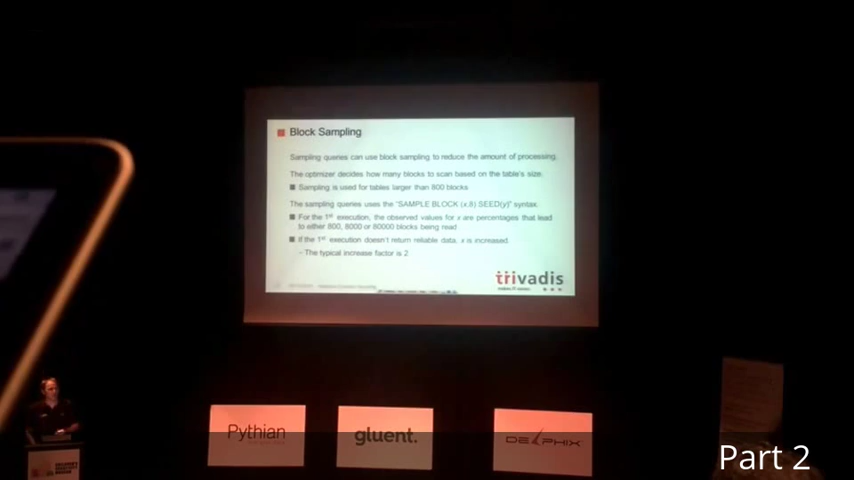 Block Sampling
Sampling queries can use block sampling to reduce the amount of processing.
The optimizer decides how many blocks to scan based on the table's size.
Sampling is used for tables larger than 800 blocks
The sampling queries uses the "SAMPLE BLOCK (x,8) SEED(y)" syntax.
For the 1st execution, the observed values for x are percentages that lead
to either 800, 8000 or 80000 blocks being read
If the 1st execution doesn't return reliable data, x is increased
- The typical increase factor is 2
trivadis
Pythian
gluent.
DELPHIX
Part 2